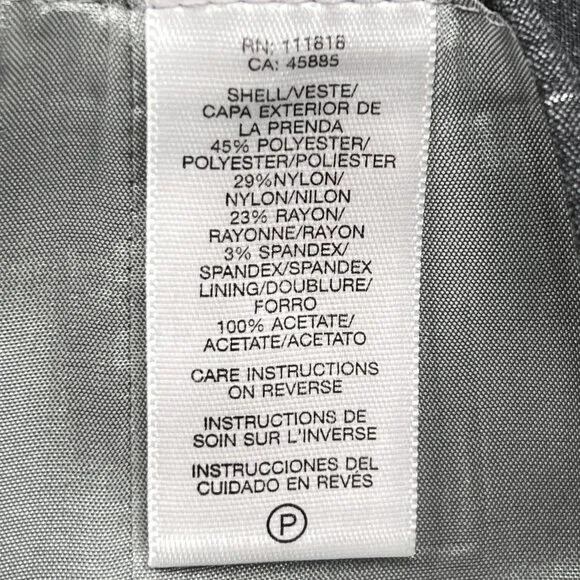 RN: 111818
CA: 45885
SHELL/VESTE/
CAPA EXTERIOR DE
LA PRENDA
45% POLYESTER/
POLYESTER/POLIESTER
29%NYLON/
NYLON/NILON
23% RAYON/
RAYONNE/RAYON
3% SPANDEX/
SPANDEX/SPANDEX
LINING/DOUBLURE/
FORRO
100% ACETATE/
ACETATE/ACETATO
CARE INSTRUCTIONS
ON REVERSE
INSTRUCTIONS DE
SOIN SUR L'INVERSE
INSTRUCCIONES DEL
CUIDADO EN REVÉS
P